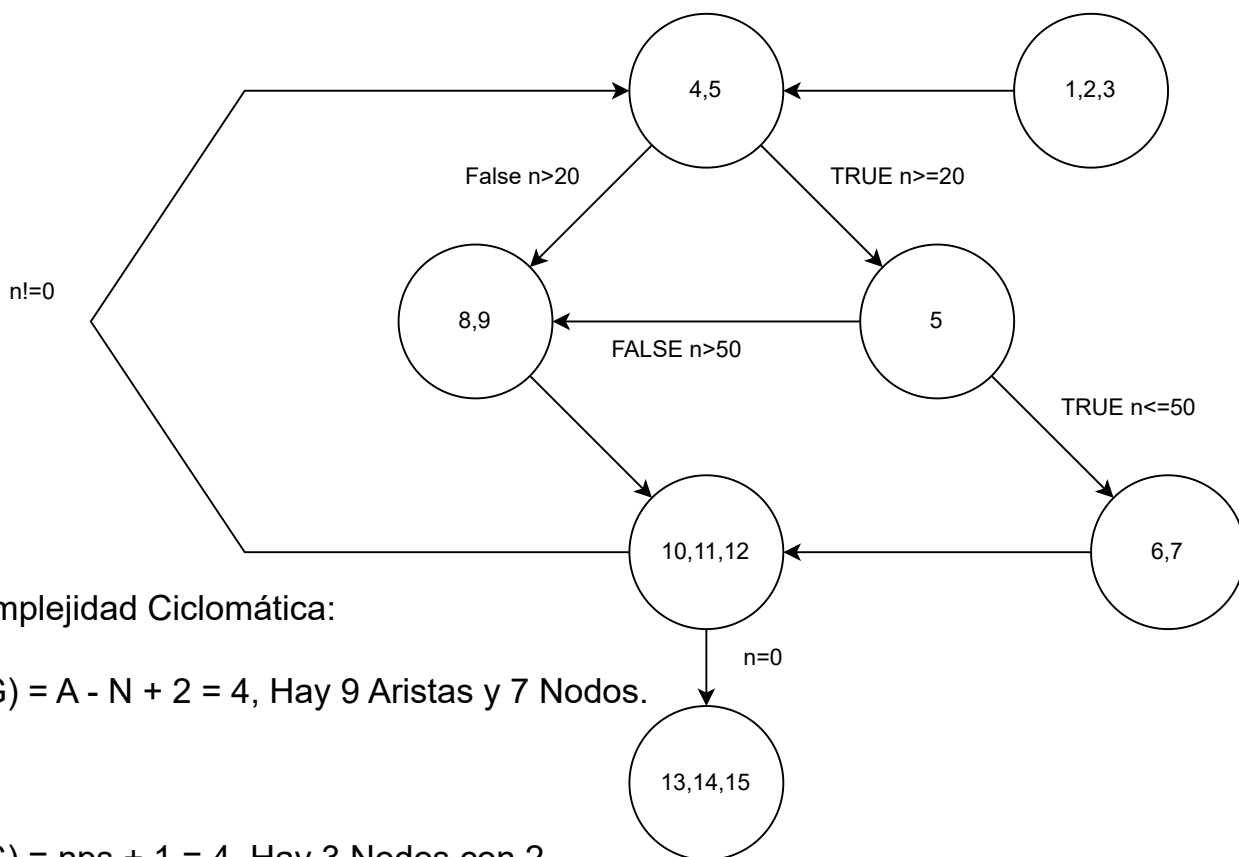 4,5
1,2,3
False n>20
TRUE n>=20
n!=0
8,9
5
FALSE n>50
TRUE n<=50
10,11,12
6,7
Ciclomática:
n=0
= A - N + 2 = 4, Hay 9 Aristas y 7 Nodos.
13,14,15
= nps + 1 = 4, Hay 3 Nodos con 2